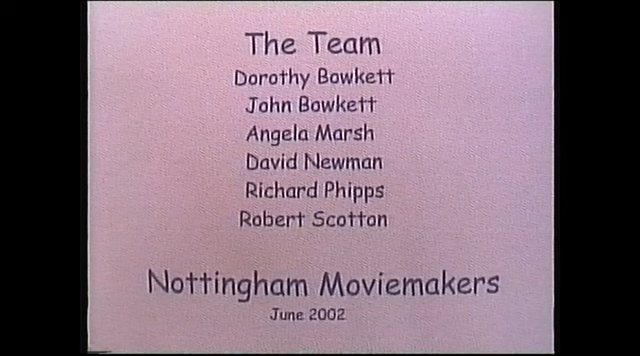 The Team
Dorothy Bowkett
John Bowkett
Angela Marsh
David Newman
Richard Phipps
Robert Scotton
Nottingham Moviemakers
June 2002